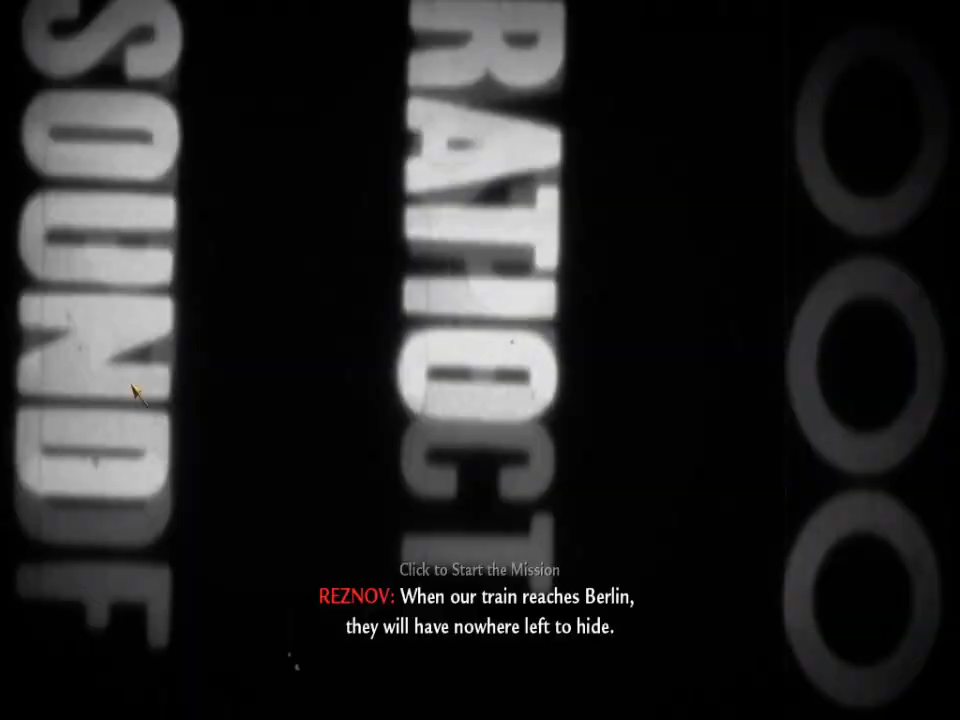 SOUND
RATIO
Click to Start the Mission
REZNOV: When our train reaches Berlin,
they will have nowhere left to hide.